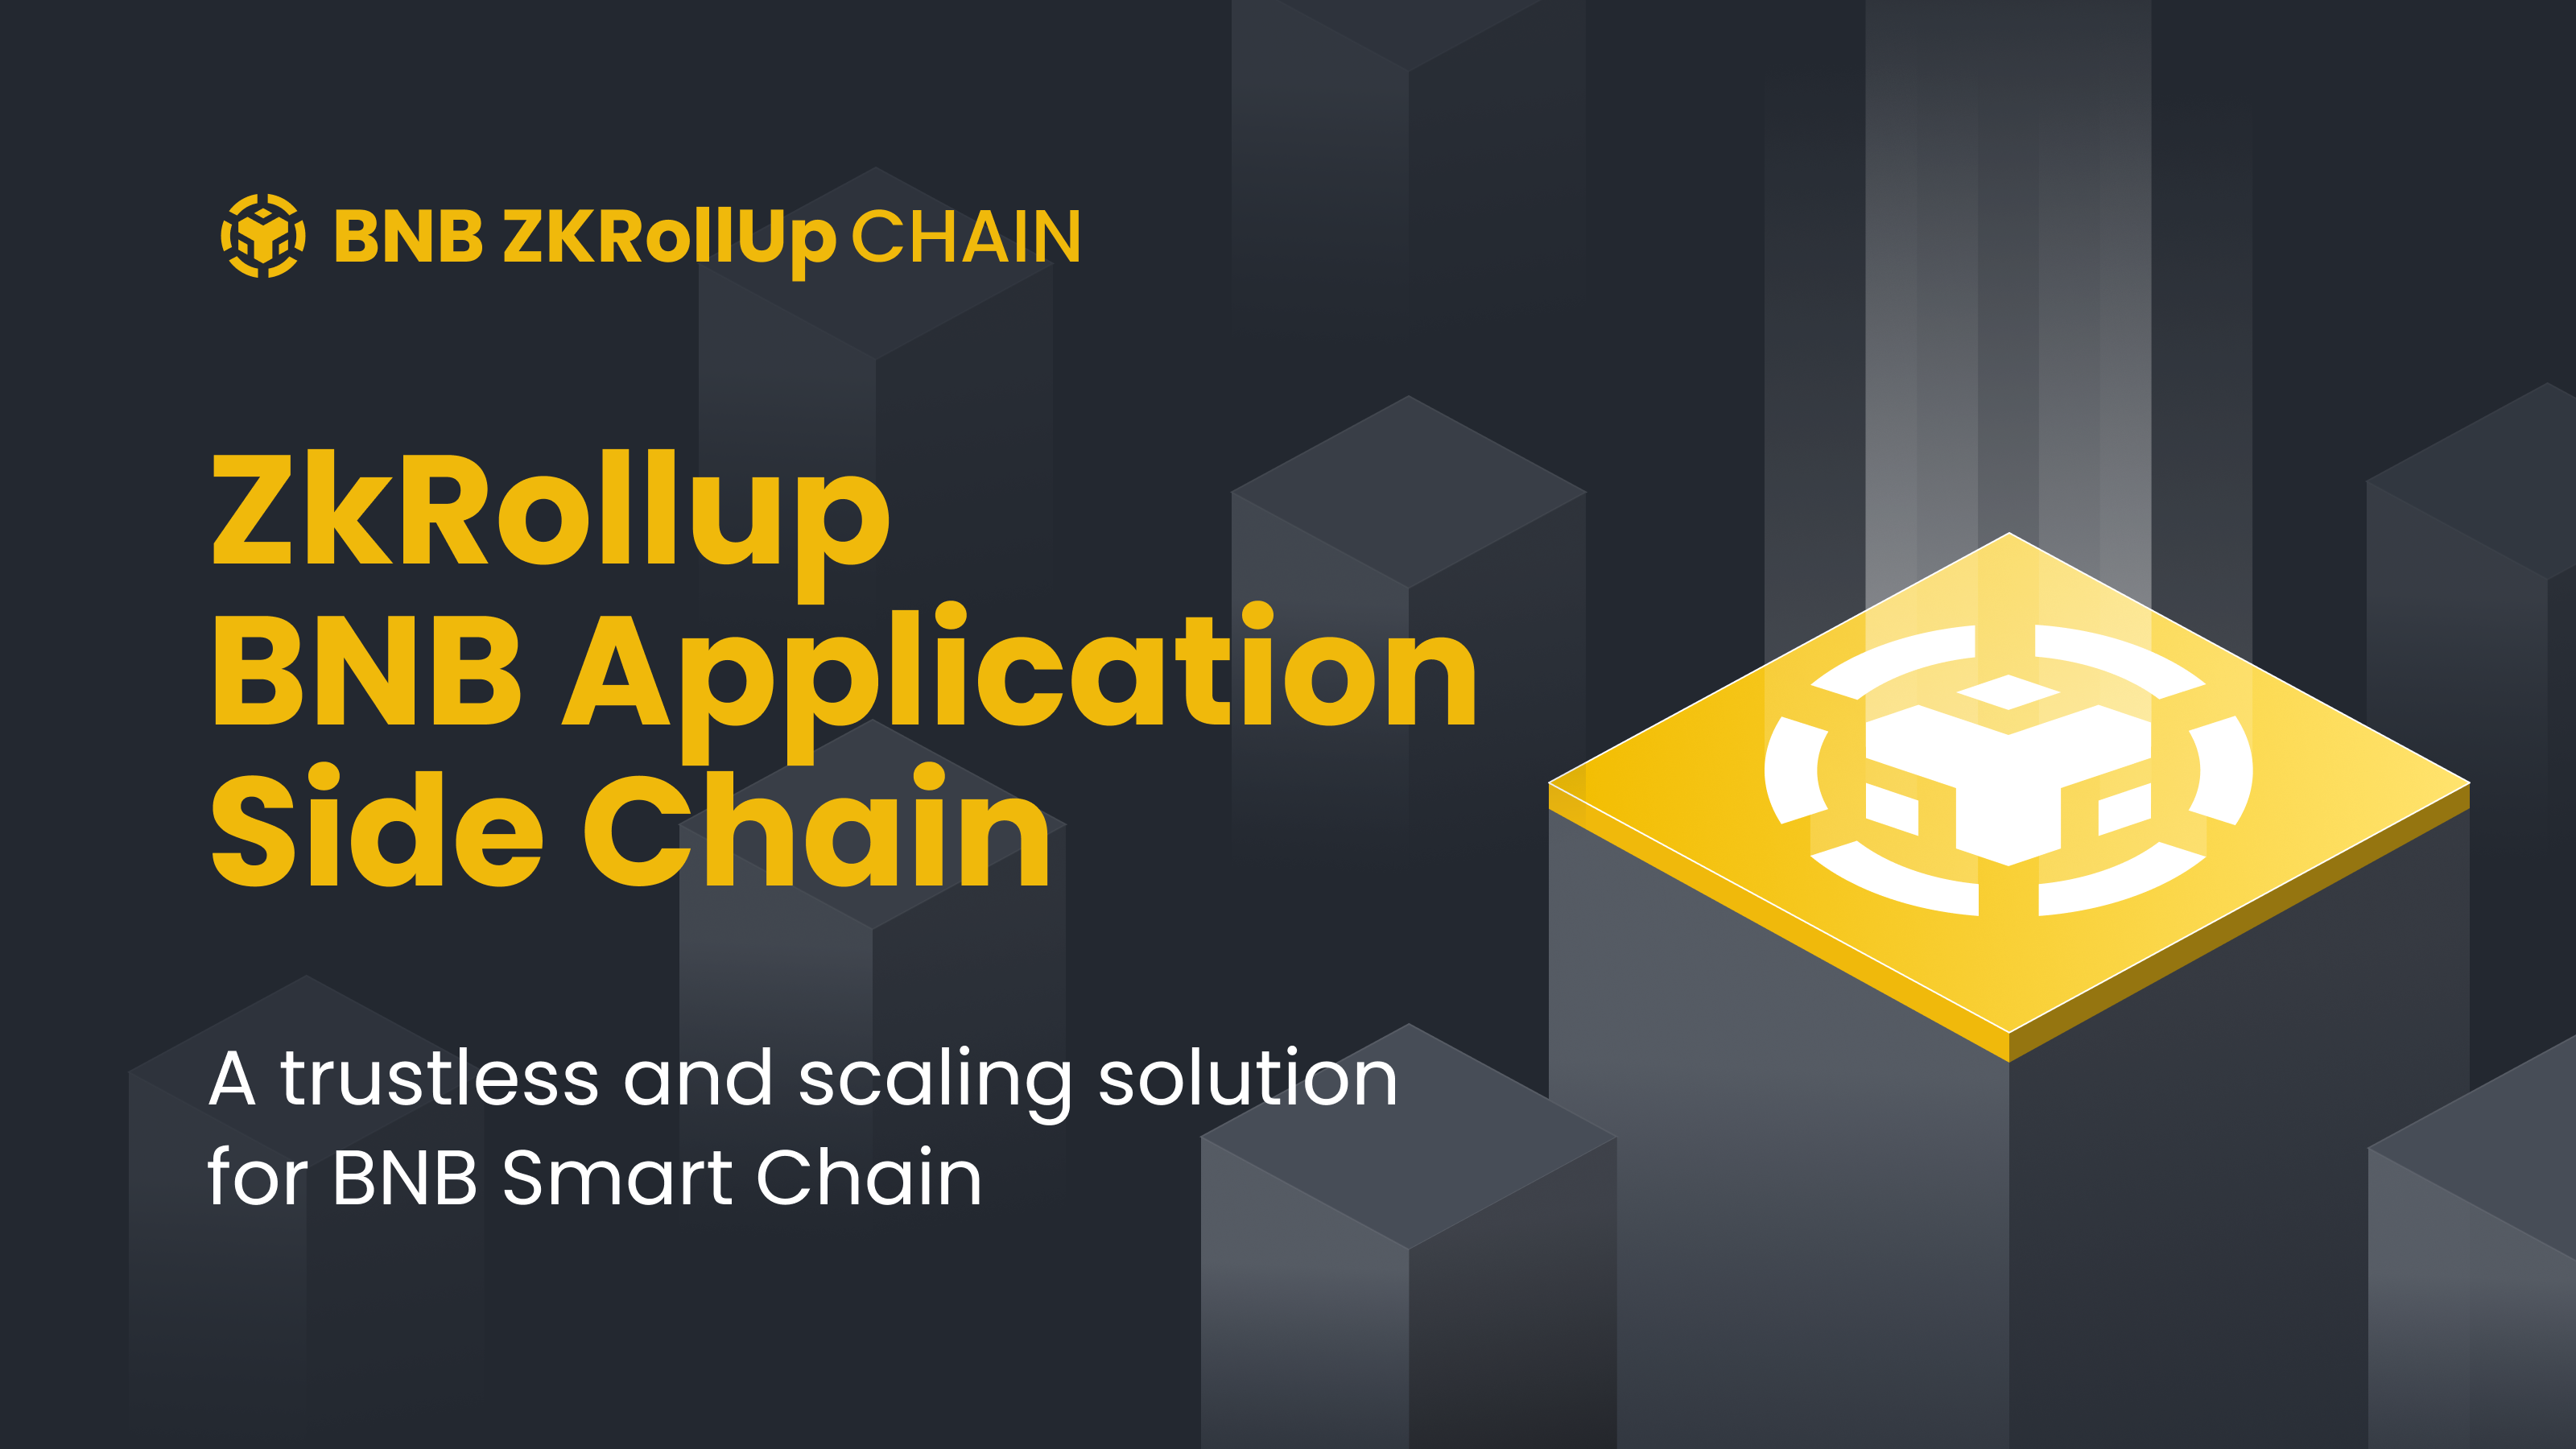 BNB ZKRollUp CHAIN
ZkRollup
BNB Application
Side Chain
A trustless and scaling solution
for BNB Smart Chain